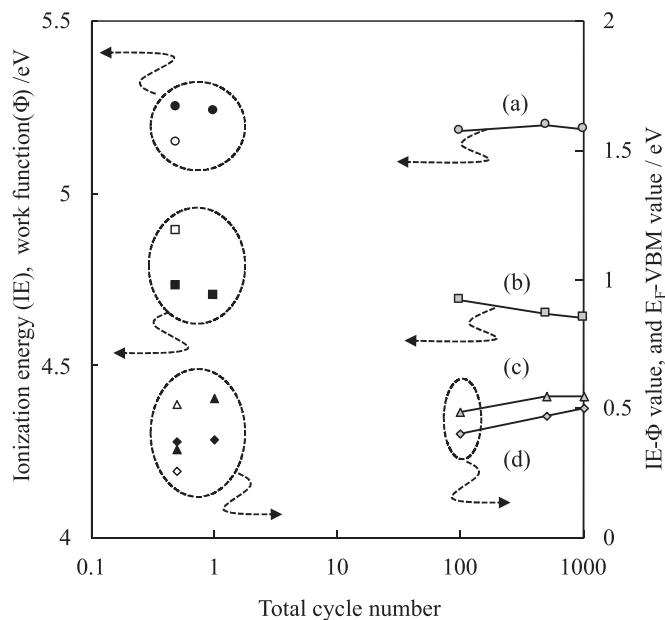 Ionization energy (IE), work function(Φ) /eV
5.5
5
4.5
4
2
1.5
1
0.5
0
IE-Φ value, and E_F-VBM value / eV
(a)
(b)
(c)
(d)
0.1
1
10
100
1000
Total cycle number